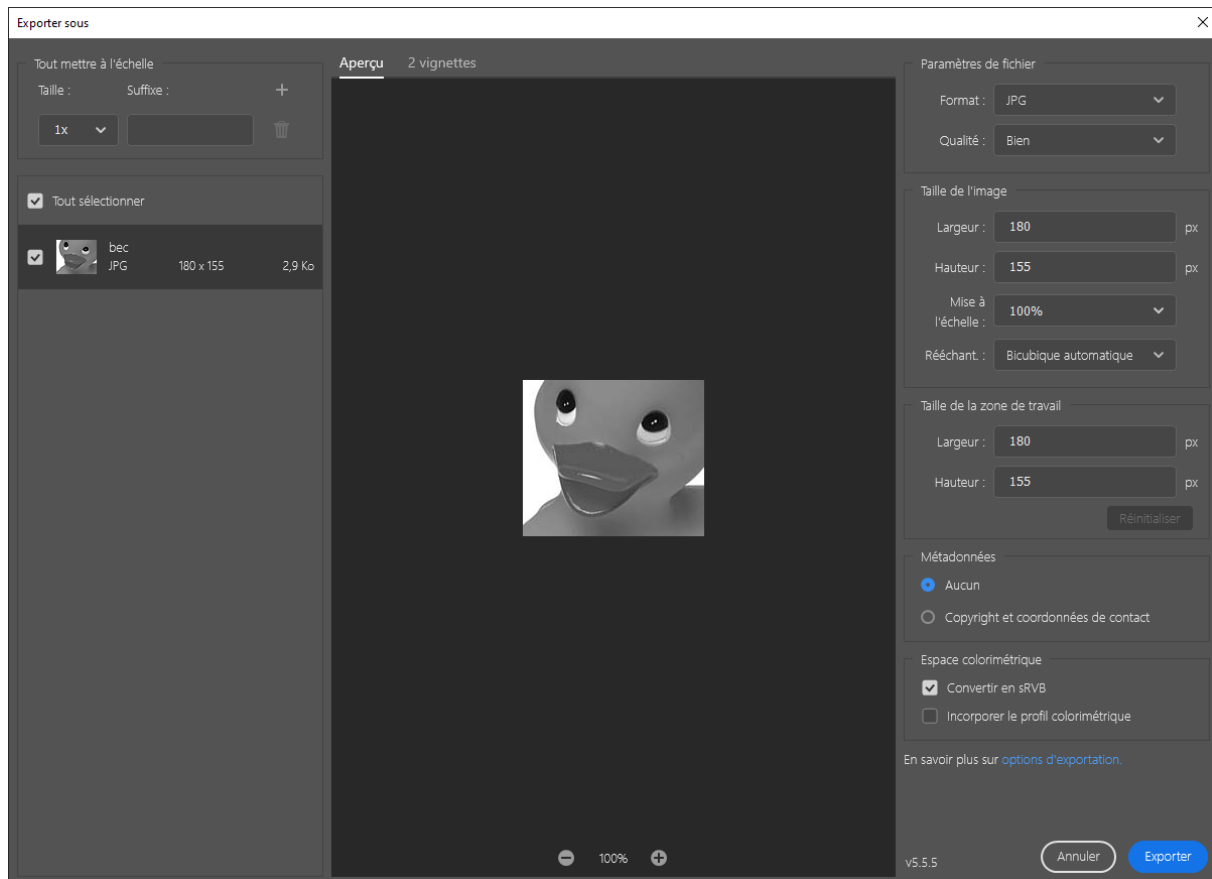 Exporter sous
Tout mettre à l'échelle
Taille : Suffixe :
1x
Tout sélectionner
bec
JPG 180 x 155 2,9 Ko
Aperçu 2 vignettes
100%
Paramètres de fichier
Format : JPG
Qualité : Bien
Taille de l'image
Largeur : 180 px
Hauteur : 155 px
Mise à
l'échelle : 100%
Rééchant. : Bicubique automatique
Taille de la zone de travail
Largeur : 180 px
Hauteur : 155 px
Réinitialiser
Métadonnées
Aucun
Copyright et coordonnées de contact
Espace colorimétrique
Convertir en sRVB
Incorporer le profil colorimétrique
En savoir plus sur options d'exportation.
v5.5.5 Annuler Exporter